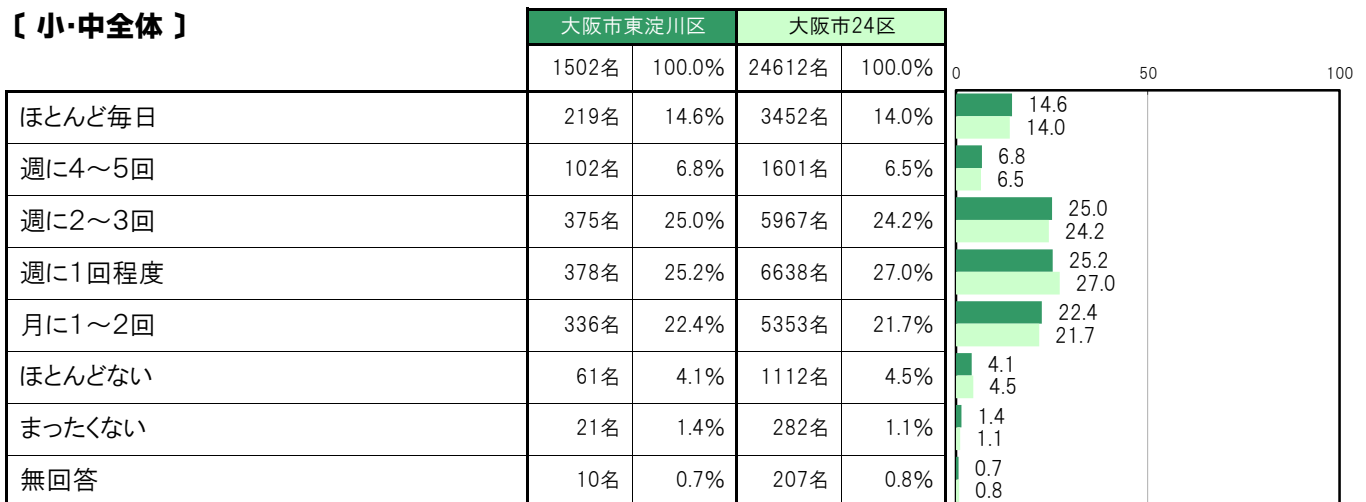 〔 小・中全体 〕
大阪市東淀川区 大阪市24区
1502名 100.0% 24612名 100.0% 0 50 100
ほとんど毎日 219名 14.6% 3452名 14.0% 14.6
14.0
週に4～5回 102名 6.8% 1601名 6.5% 6.8
6.5
週に2～3回 375名 25.0% 5967名 24.2% 25.0
24.2
週に1回程度 378名 25.2% 6638名 27.0% 25.2
27.0
月に1～2回 336名 22.4% 5353名 21.7% 22.4
21.7
ほとんどない 61名 4.1% 1112名 4.5% 4.1
4.5
まったくない 21名 1.4% 282名 1.1% 1.4
1.1
無回答 10名 0.7% 207名 0.8% 0.7
0.8